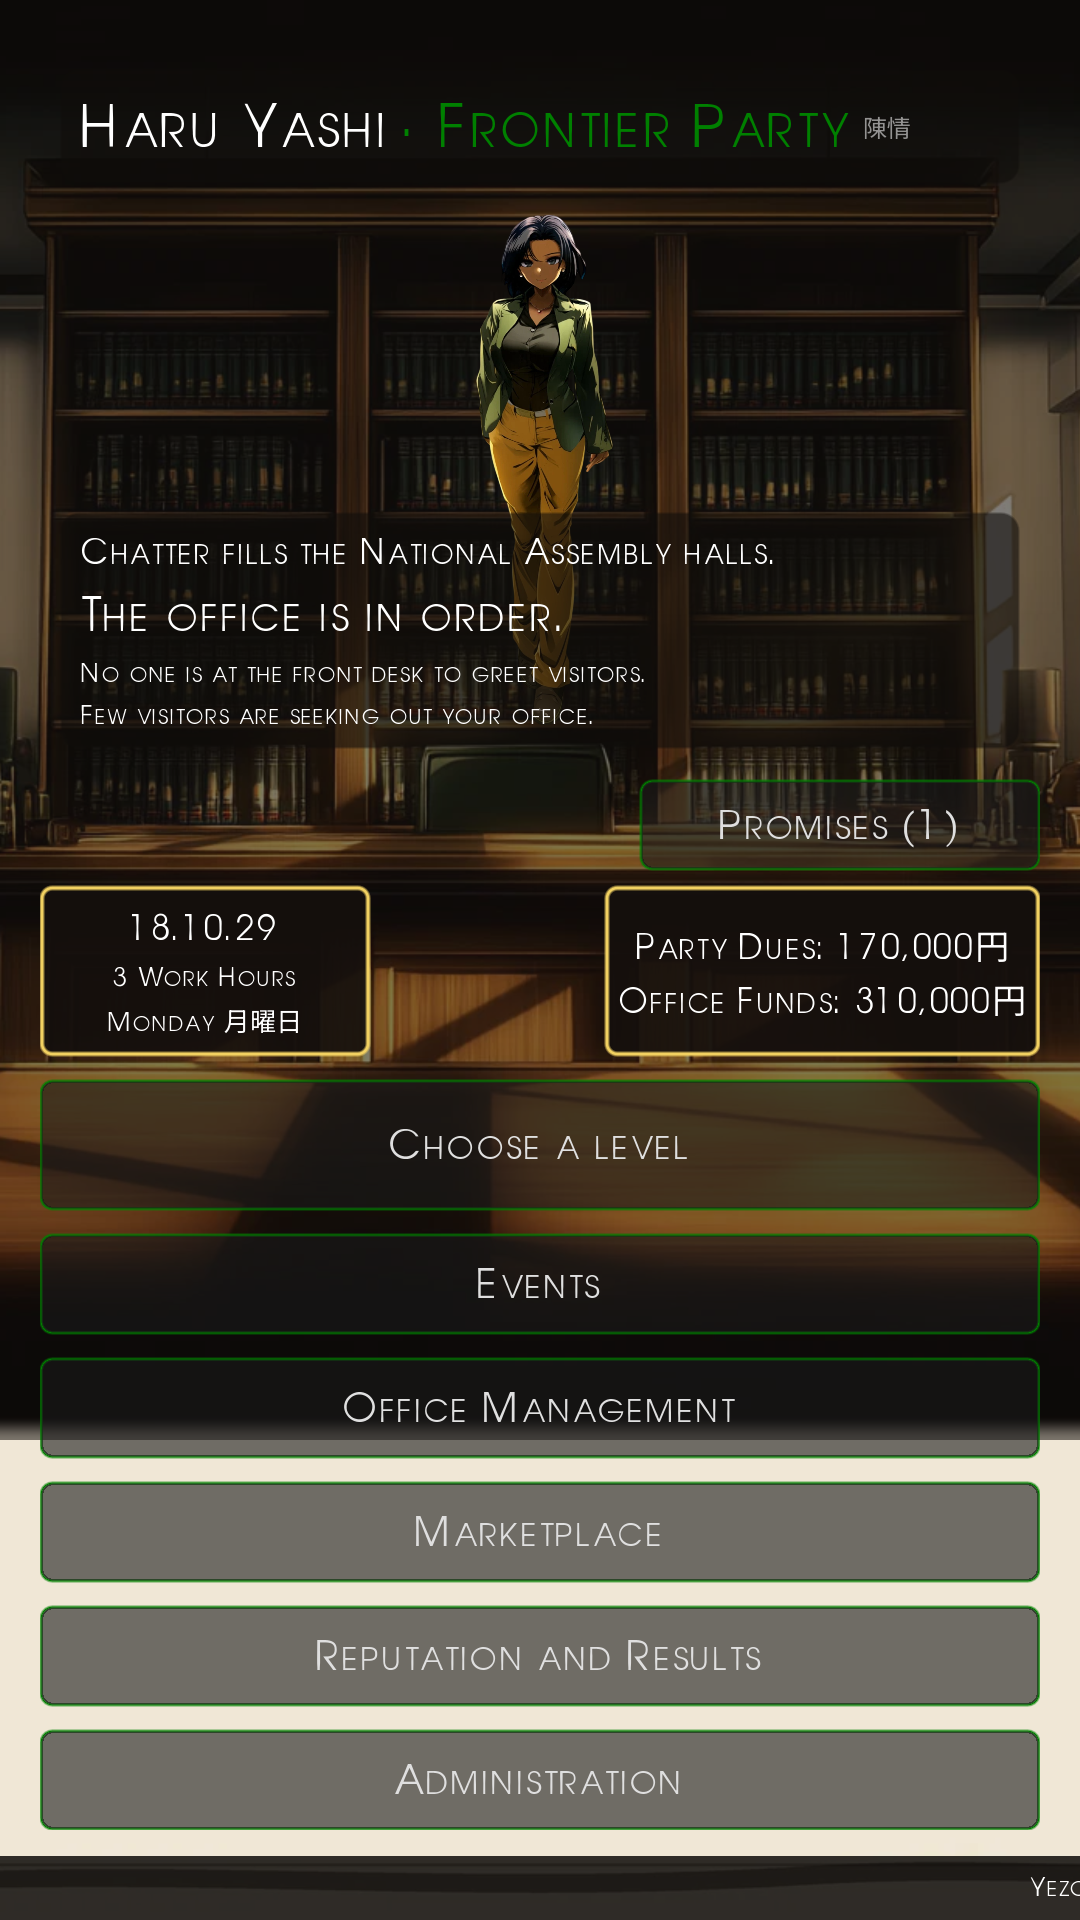 Haru Yashi · Frontier Party 陳情
Chatter fills the National Assembly halls.
The office is in order.
No one is at the front desk to greet visitors.
Few visitors are seeking out your office.
Promises (1)
18.10.29
3 Work Hours
Monday 月曜日
Party Dues: 170,000円
Office Funds: 310,000円
Choose a level
Events
Office Management
Marketplace
Reputation and Results
Administration